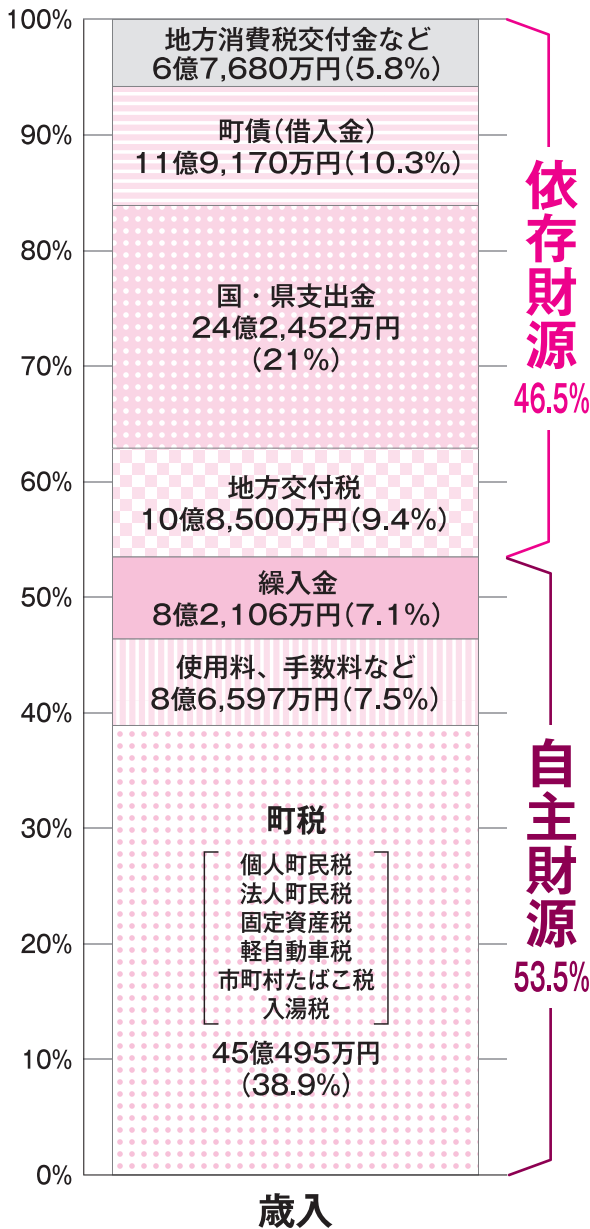 100%
90%
80%
70%
60%
50%
40%
30%
20%
10%
0%
地方消費税交付金など
6億7,680万円(5.8%)
町債(借入金)
11億9,170万円(10.3%)
国・県支出金
24億2,452万円
(21%)
地方交付税
10億8,500万円(9.4%)
繰入金
8億2,106万円(7.1%)
使用料、手数料など
8億6,597万円(7.5%)
町税
個人町民税
法人町民税
固定資産税
軽自動車税
市町村たばこ税
入湯税
45億495万円
(38.9%)
歳入
依存財源
46.5%
自主財源
53.5%